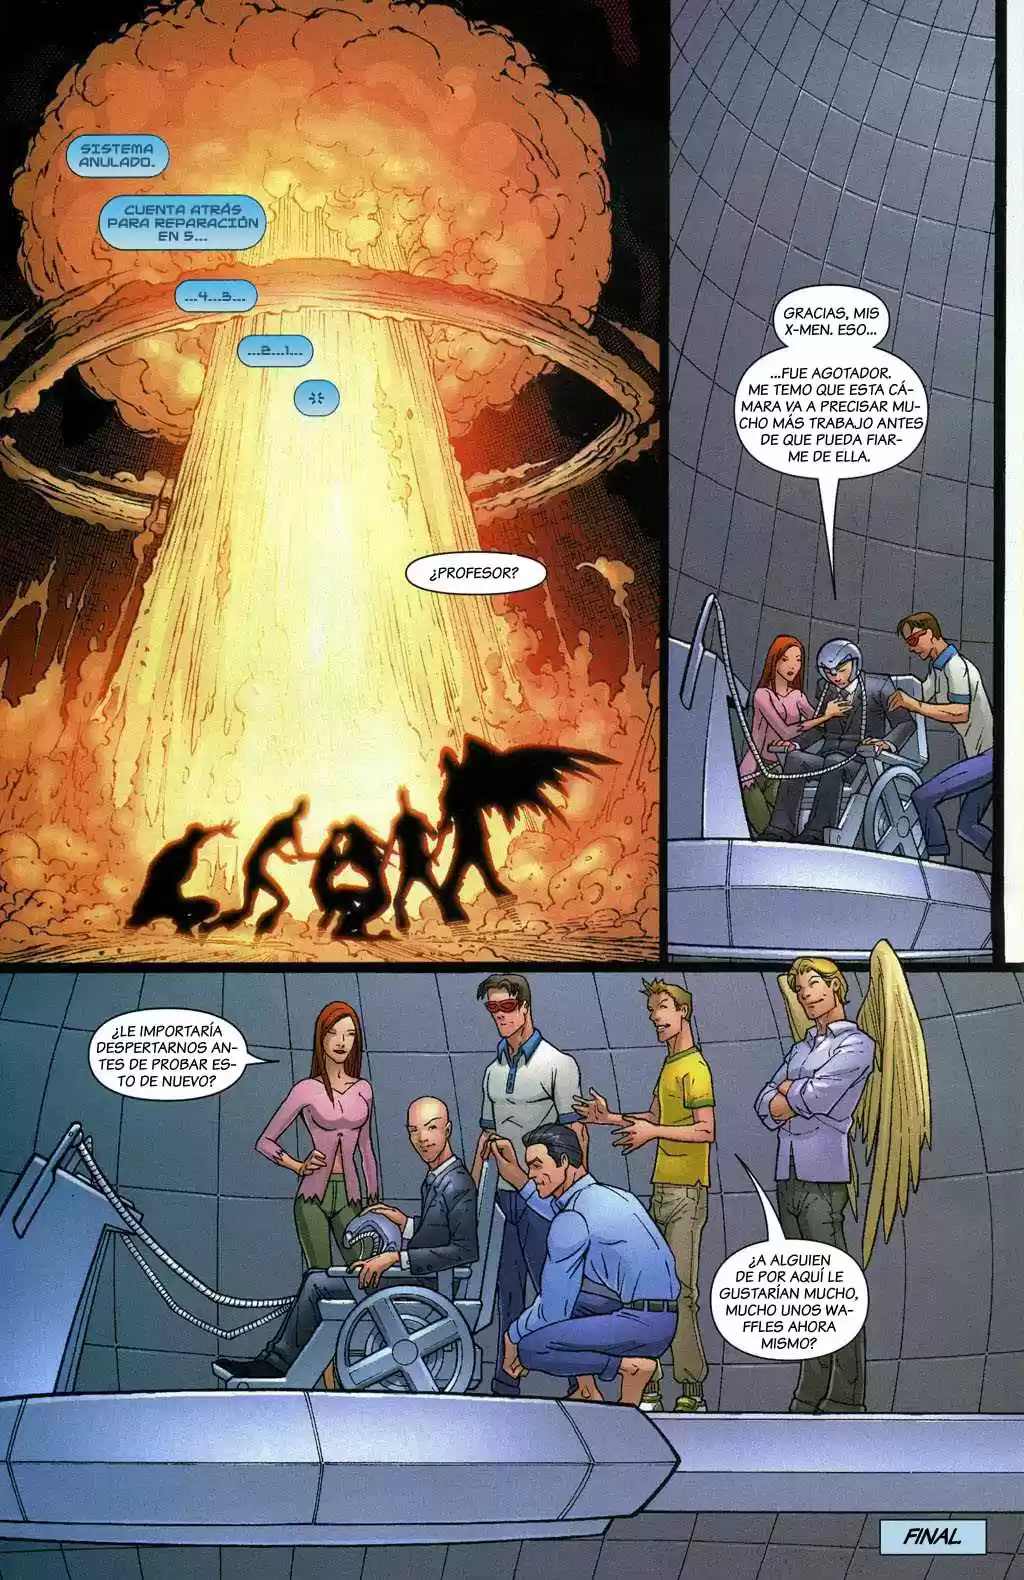 SISTEMA
ANULADO.
CUENTA ATRÁS
PARA REPARACIÓN
EN 5...
...4...3...
...2...1...
¿PROFESOR?
GRACIAS, MIS
X-MEN. ESO...
...FUE AGOTADOR.
ME TEMO QUE ESTA CÁ-
MARA VA A PRECISAR MU-
CHO MÁS TRABAJO ANTES
DE QUE PUEDA FIAR-
ME DE ELLA.
¿LE IMPORTARÍA
DESPERTARNOS AN-
TES DE PROBAR ES-
TO DE NUEVO?
¿A ALGUIEN
DE POR AQUÍ LE
GUSTARÍAN MUCHO,
MUCHO UNOS WA-
FFLES AHORA
MISMO?
FINAL